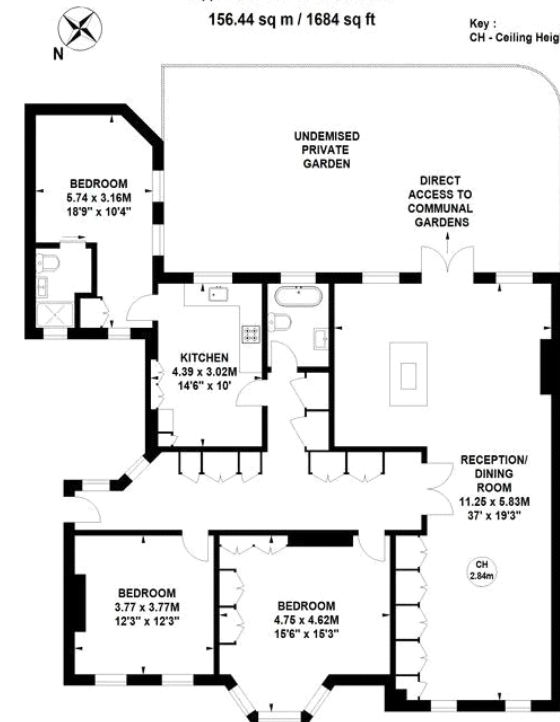 156.44 sq m / 1684 sq ft
Key :
CH - Ceiling Heig
N
UNDEMISED
PRIVATE
GARDEN
DIRECT
ACCESS TO
COMMUNAL
GARDENS
BEDROOM
5.74 x 3.16M
18'9" x 10'4"
KITCHEN
4.39 x 3.02M
14'6" x 10'
RECEPTION/
DINING
ROOM
11.25 x 5.83M
37' x 19'3"
CH
2.84m
BEDROOM
3.77 x 3.77M
12'3" x 12'3"
BEDROOM
4.75 x 4.62M
15'6" x 15'3"